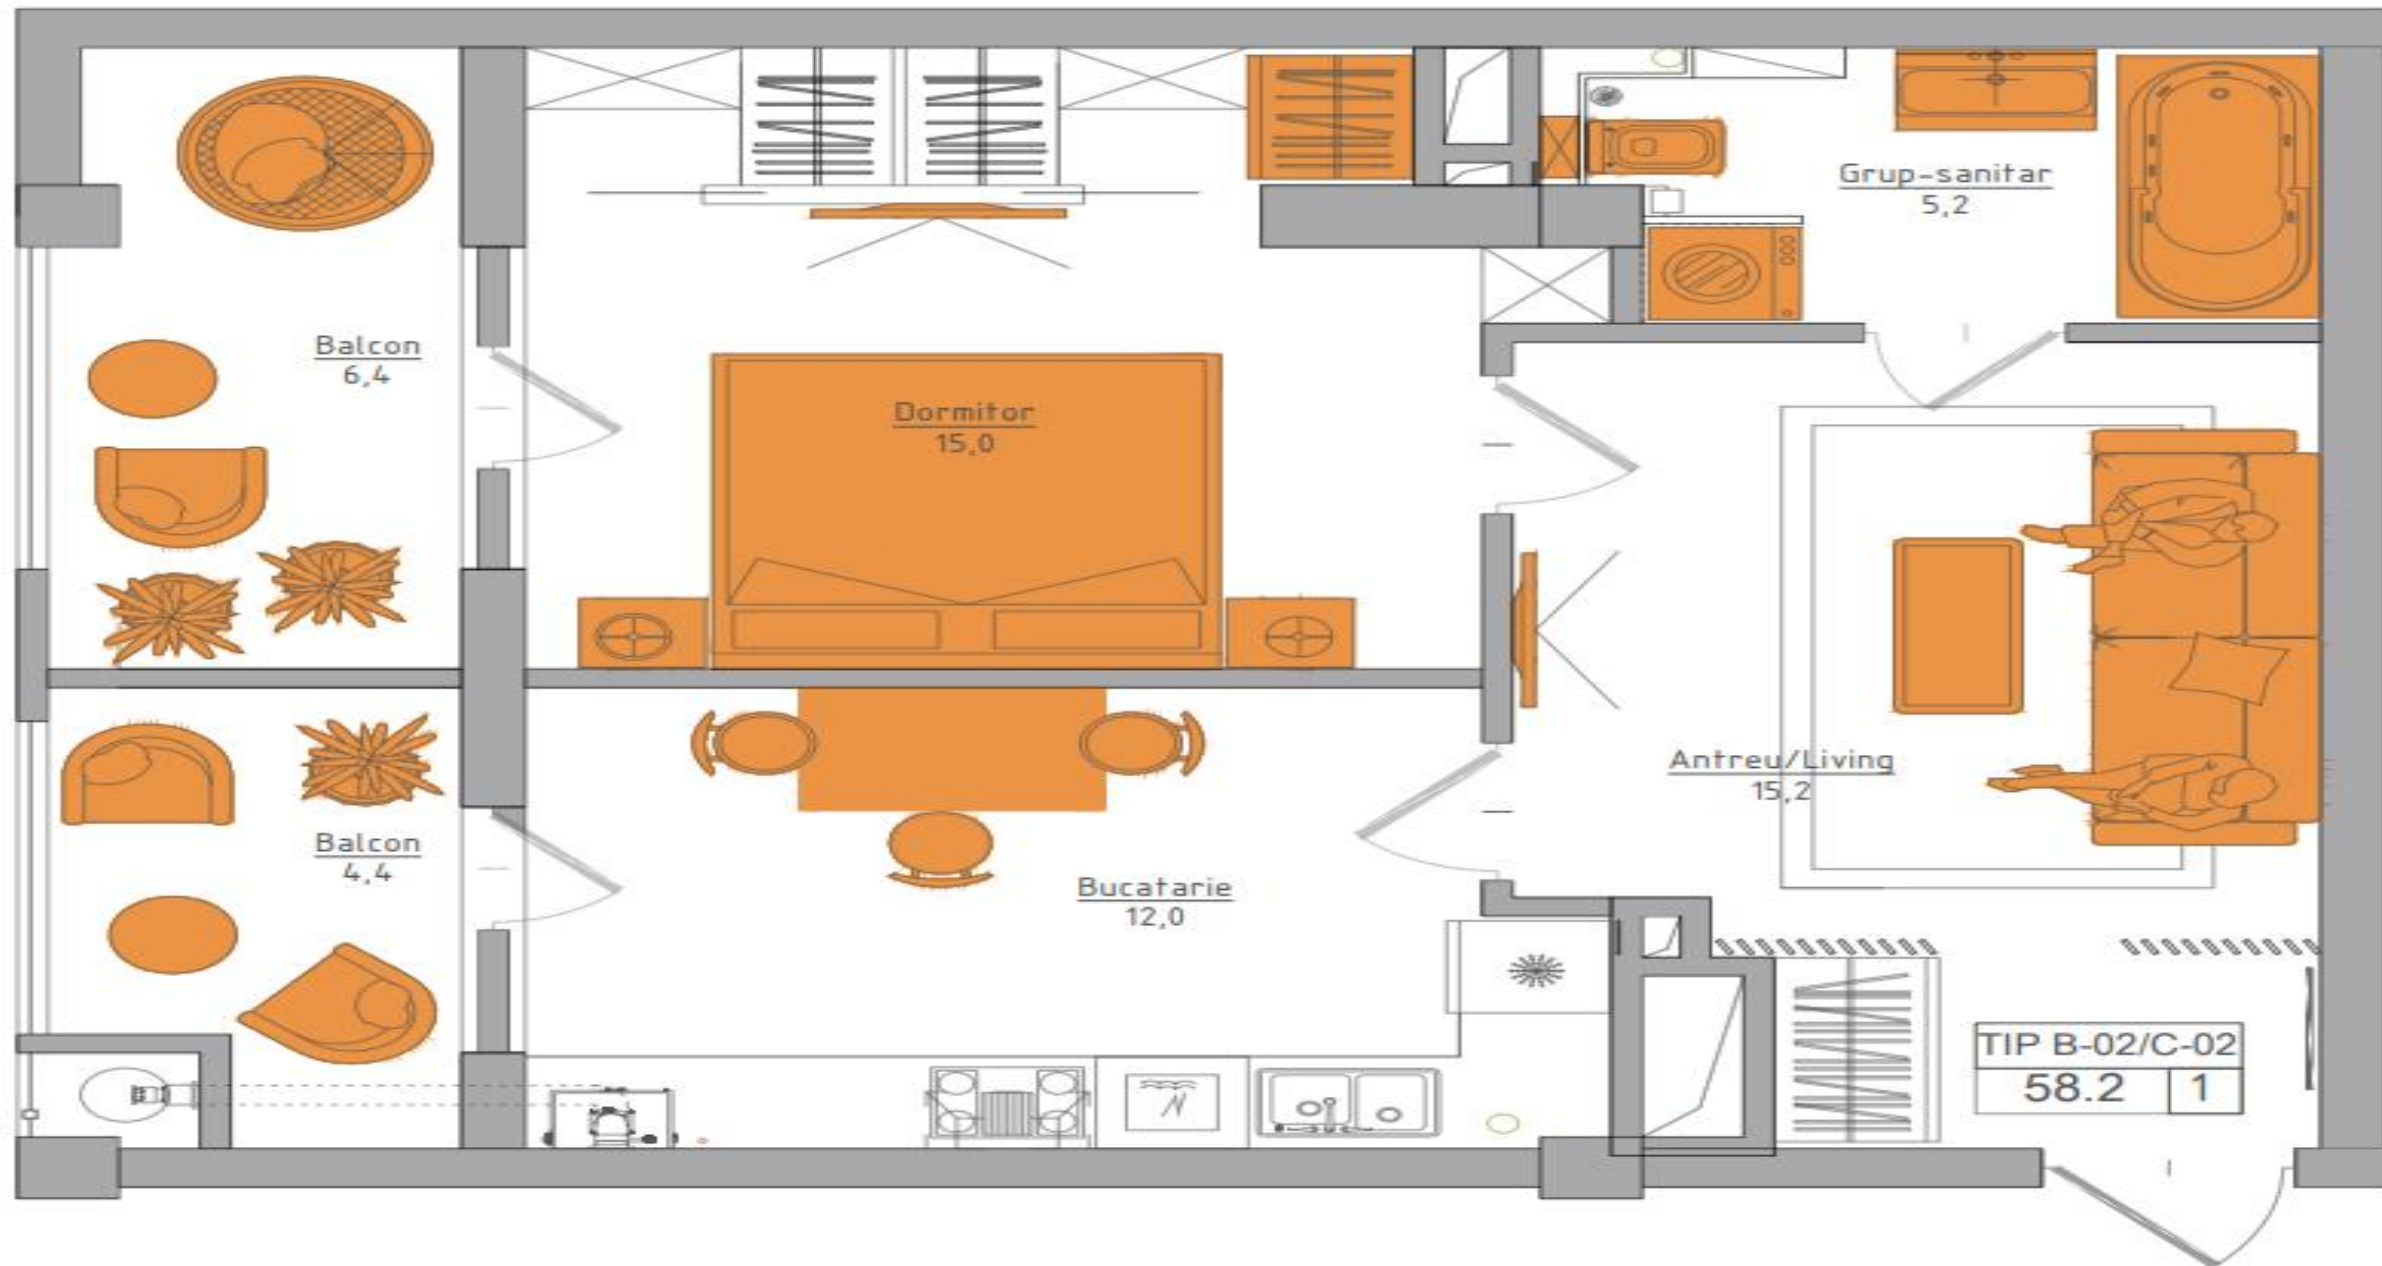 Grup-sanitar
5,2
Balcon
6,4
Dormitor
15,0
Antreu/Living
15,2
Balcon
4,4
Bucatarie
12,0
TIP B-02/C-02
58.2 1